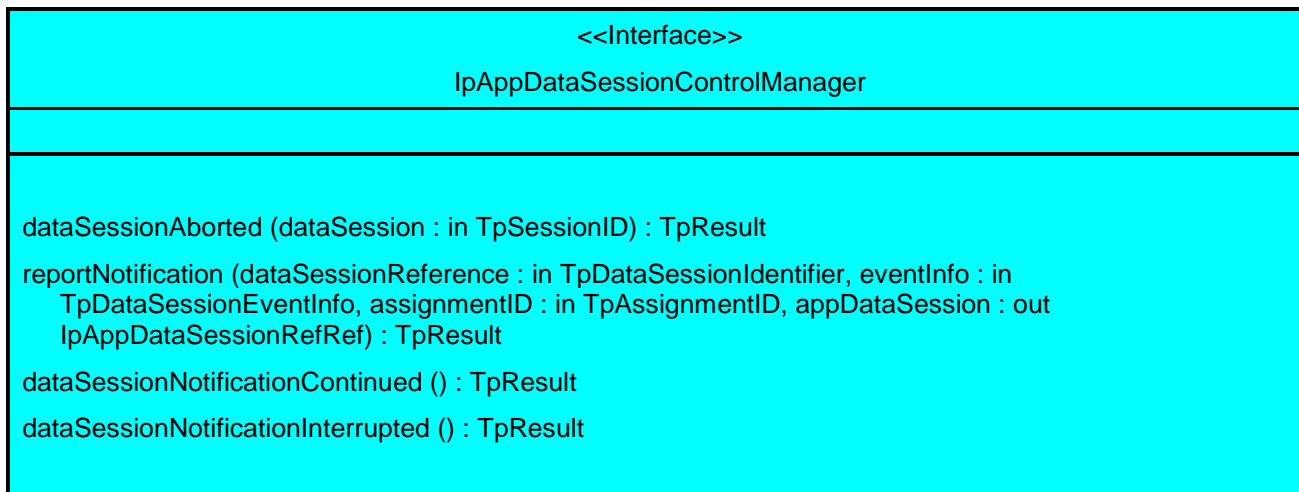 <<Interface>>
IpAppDataSessionControlManager
dataSessionAborted (dataSession : in TpSessionID) : TpResult
reportNotification (dataSessionReference : in TpDataSessionIdentifier, eventInfo : in
TpDataSessionEventInfo, assignmentID : in TpAssignmentID, appDataSession : out
IpAppDataSessionRefRef) : TpResult
dataSessionNotificationContinued () : TpResult
dataSessionNotificationInterrupted () : TpResult